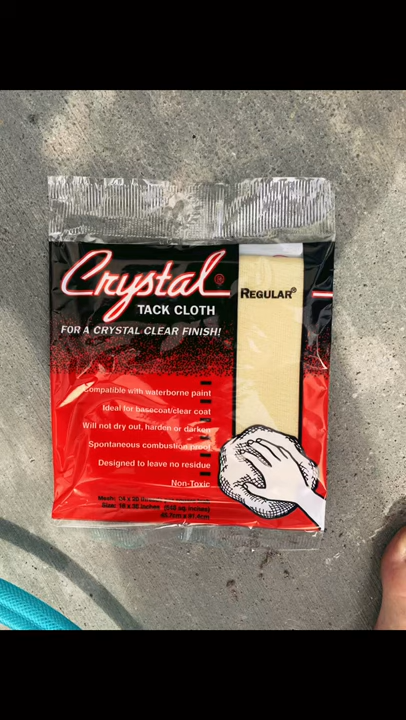 Crystal®
TACK CLOTH
FOR A CRYSTAL CLEAR FINISH!
REGULAR®
Compatible with waterborne paint
Ideal for basecoat/clear coat
Will not dry out, harden or darken
Spontaneous combustion proof
Designed to leave no residue
Non-Toxic
Mesh:
Size: 18 x 36 inches